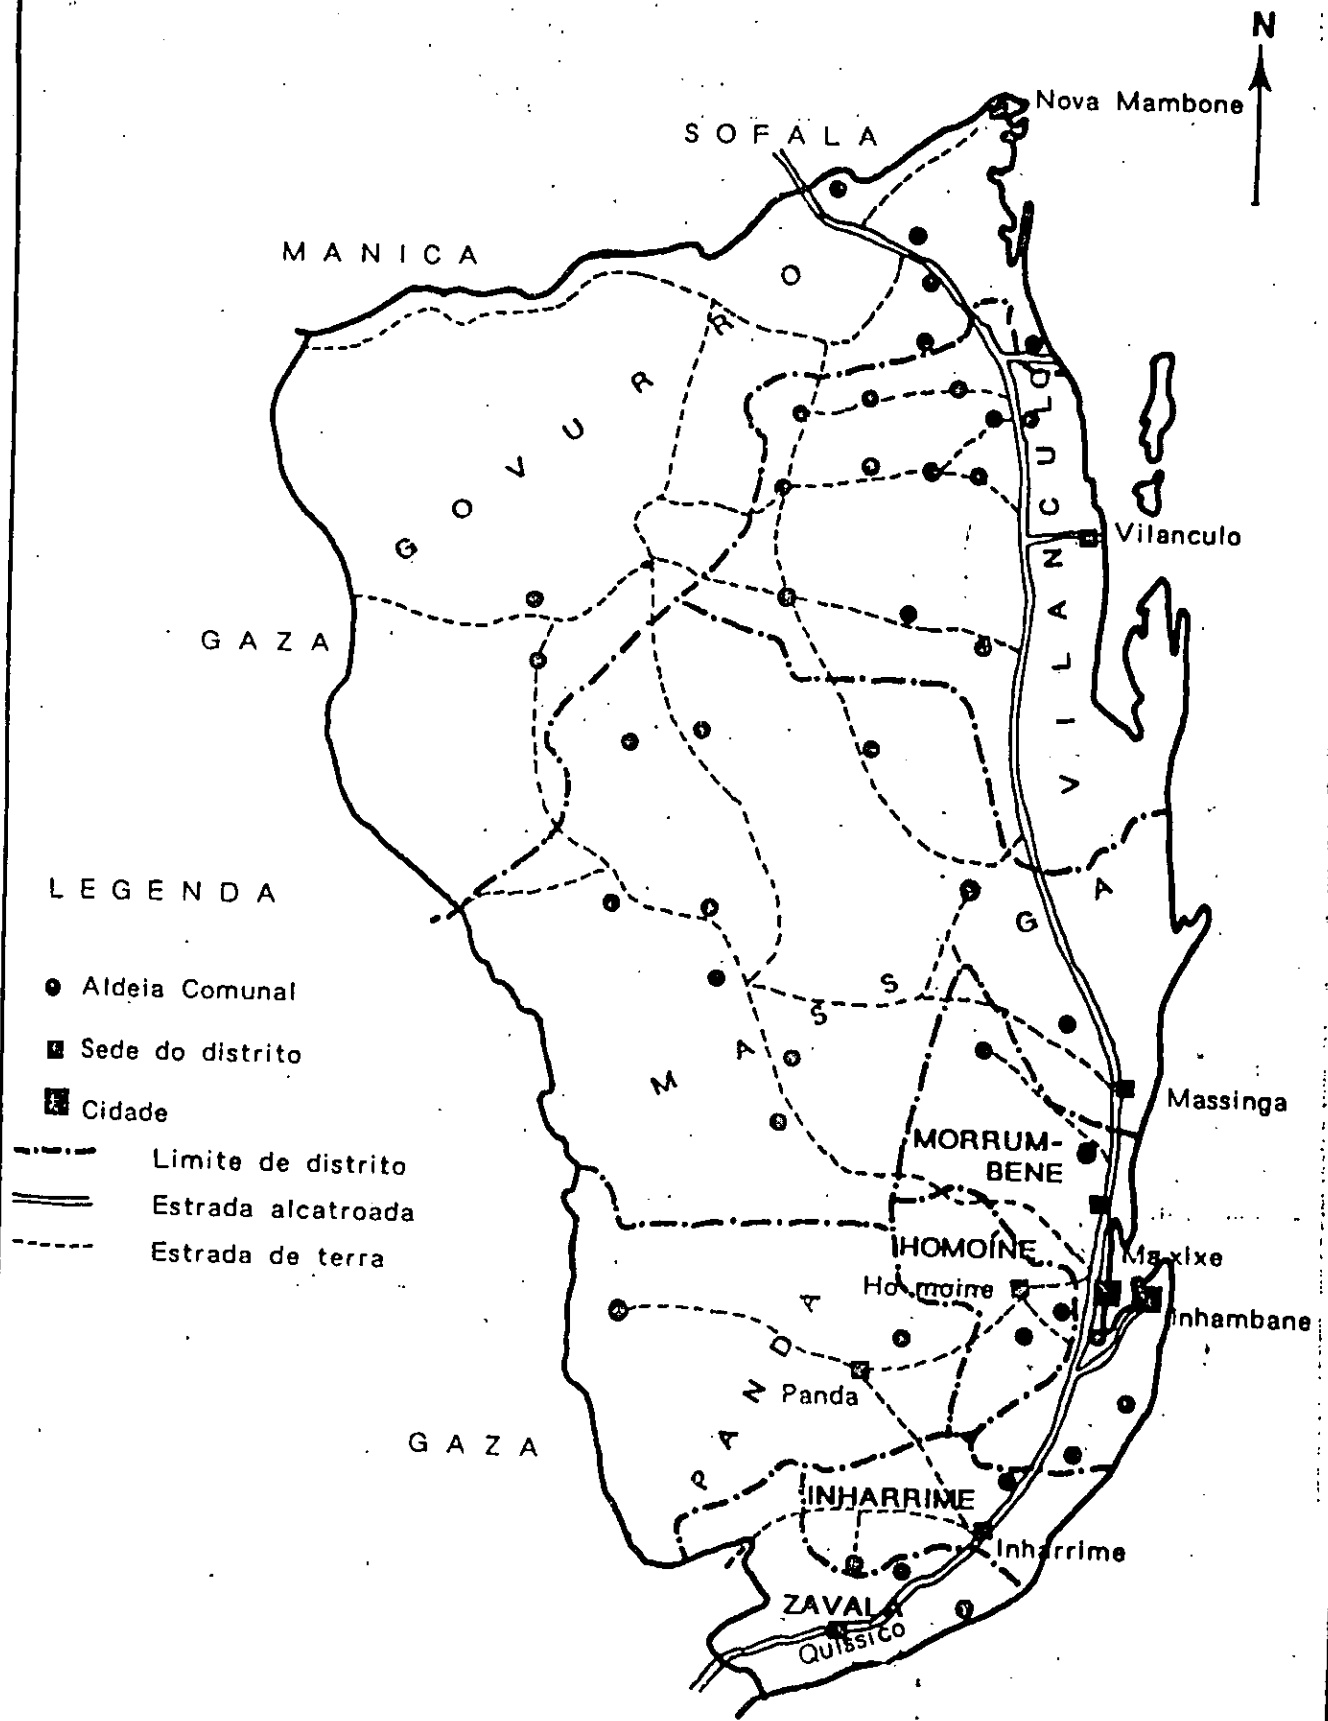 N
Nova Mambone
SOFALA
MANICA
GOVURRO
VILANCULO
Vilanculo
GAZA
LEGENDA
Aldeia Comunal
Sede do distrito
Cidade
Limite de distrito
Estrada alcatroada
Estrada de terra
MASSINGA
Massinga
MORRUM-
BENE
HOMOÍNE
Homoine
Maxixe
Inhambane
PANDA
Panda
GAZA
INHARRIME
Inharrime
ZAVALA
Quissico